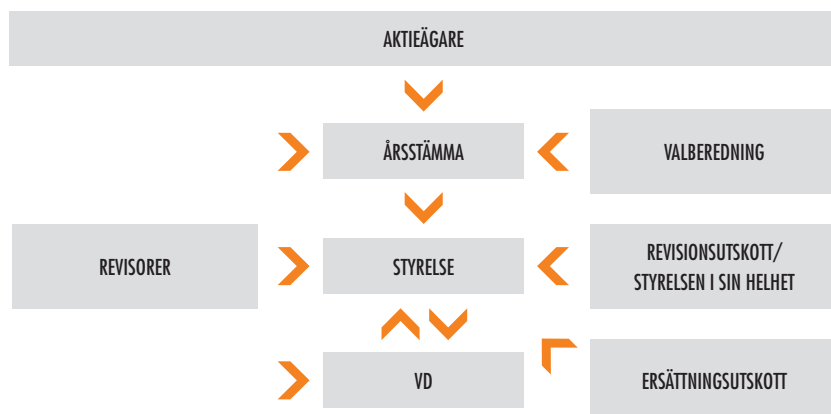 AKTIEÄGARE
ÅRSSTÄMMA
VALBEREDNING
REVISORER
STYRELSE
REVISIONSUTSKOTT/
STYRELSEN I SIN HELHET
VD
ERSÄTTNINGSUTSKOTT